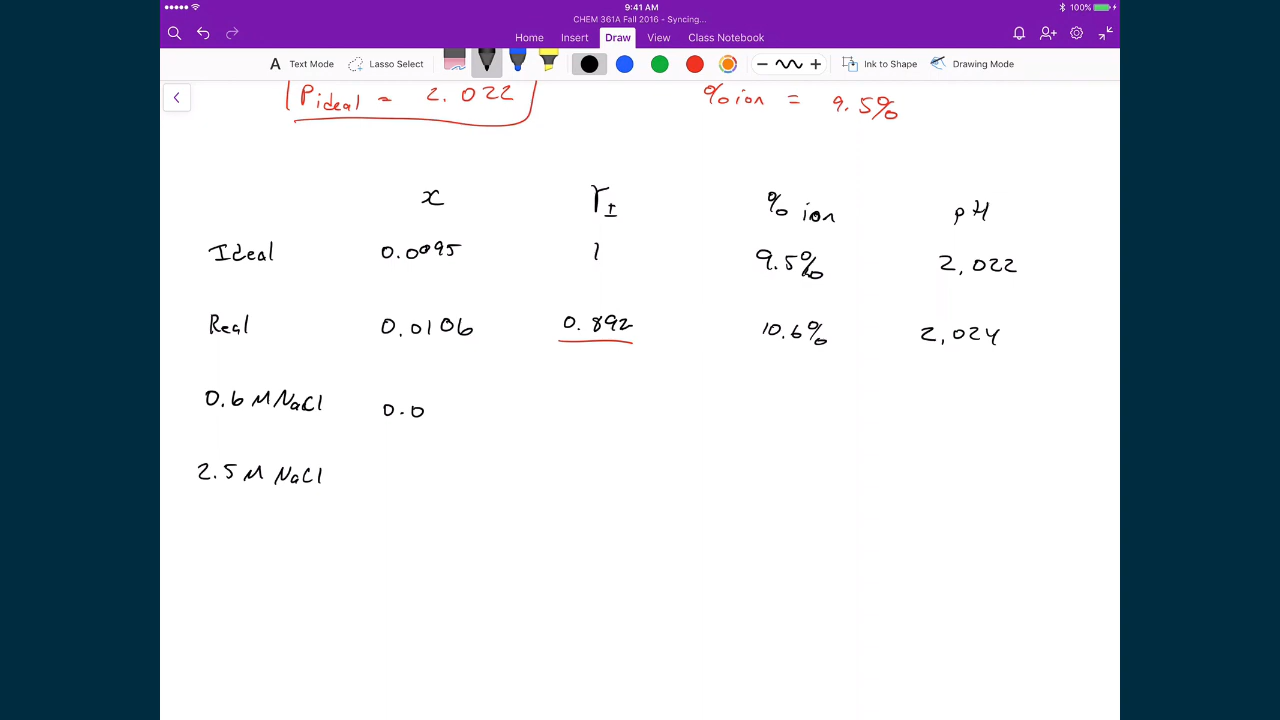 9:41 AM
100%
CHEM 361A Fall 2016 - Syncing...
Home Insert Draw View Class Notebook
A Text Mode Lasso Select Ink to Shape Drawing Mode
Pideal = 2.022 % ion = 9.5%
x γ± % ion pH
Ideal 0.0095 1 9.5% 2.022
Real 0.0106 0.892 10.6% 2.024
0.6 M NaCl 0.0
2.5 M NaCl